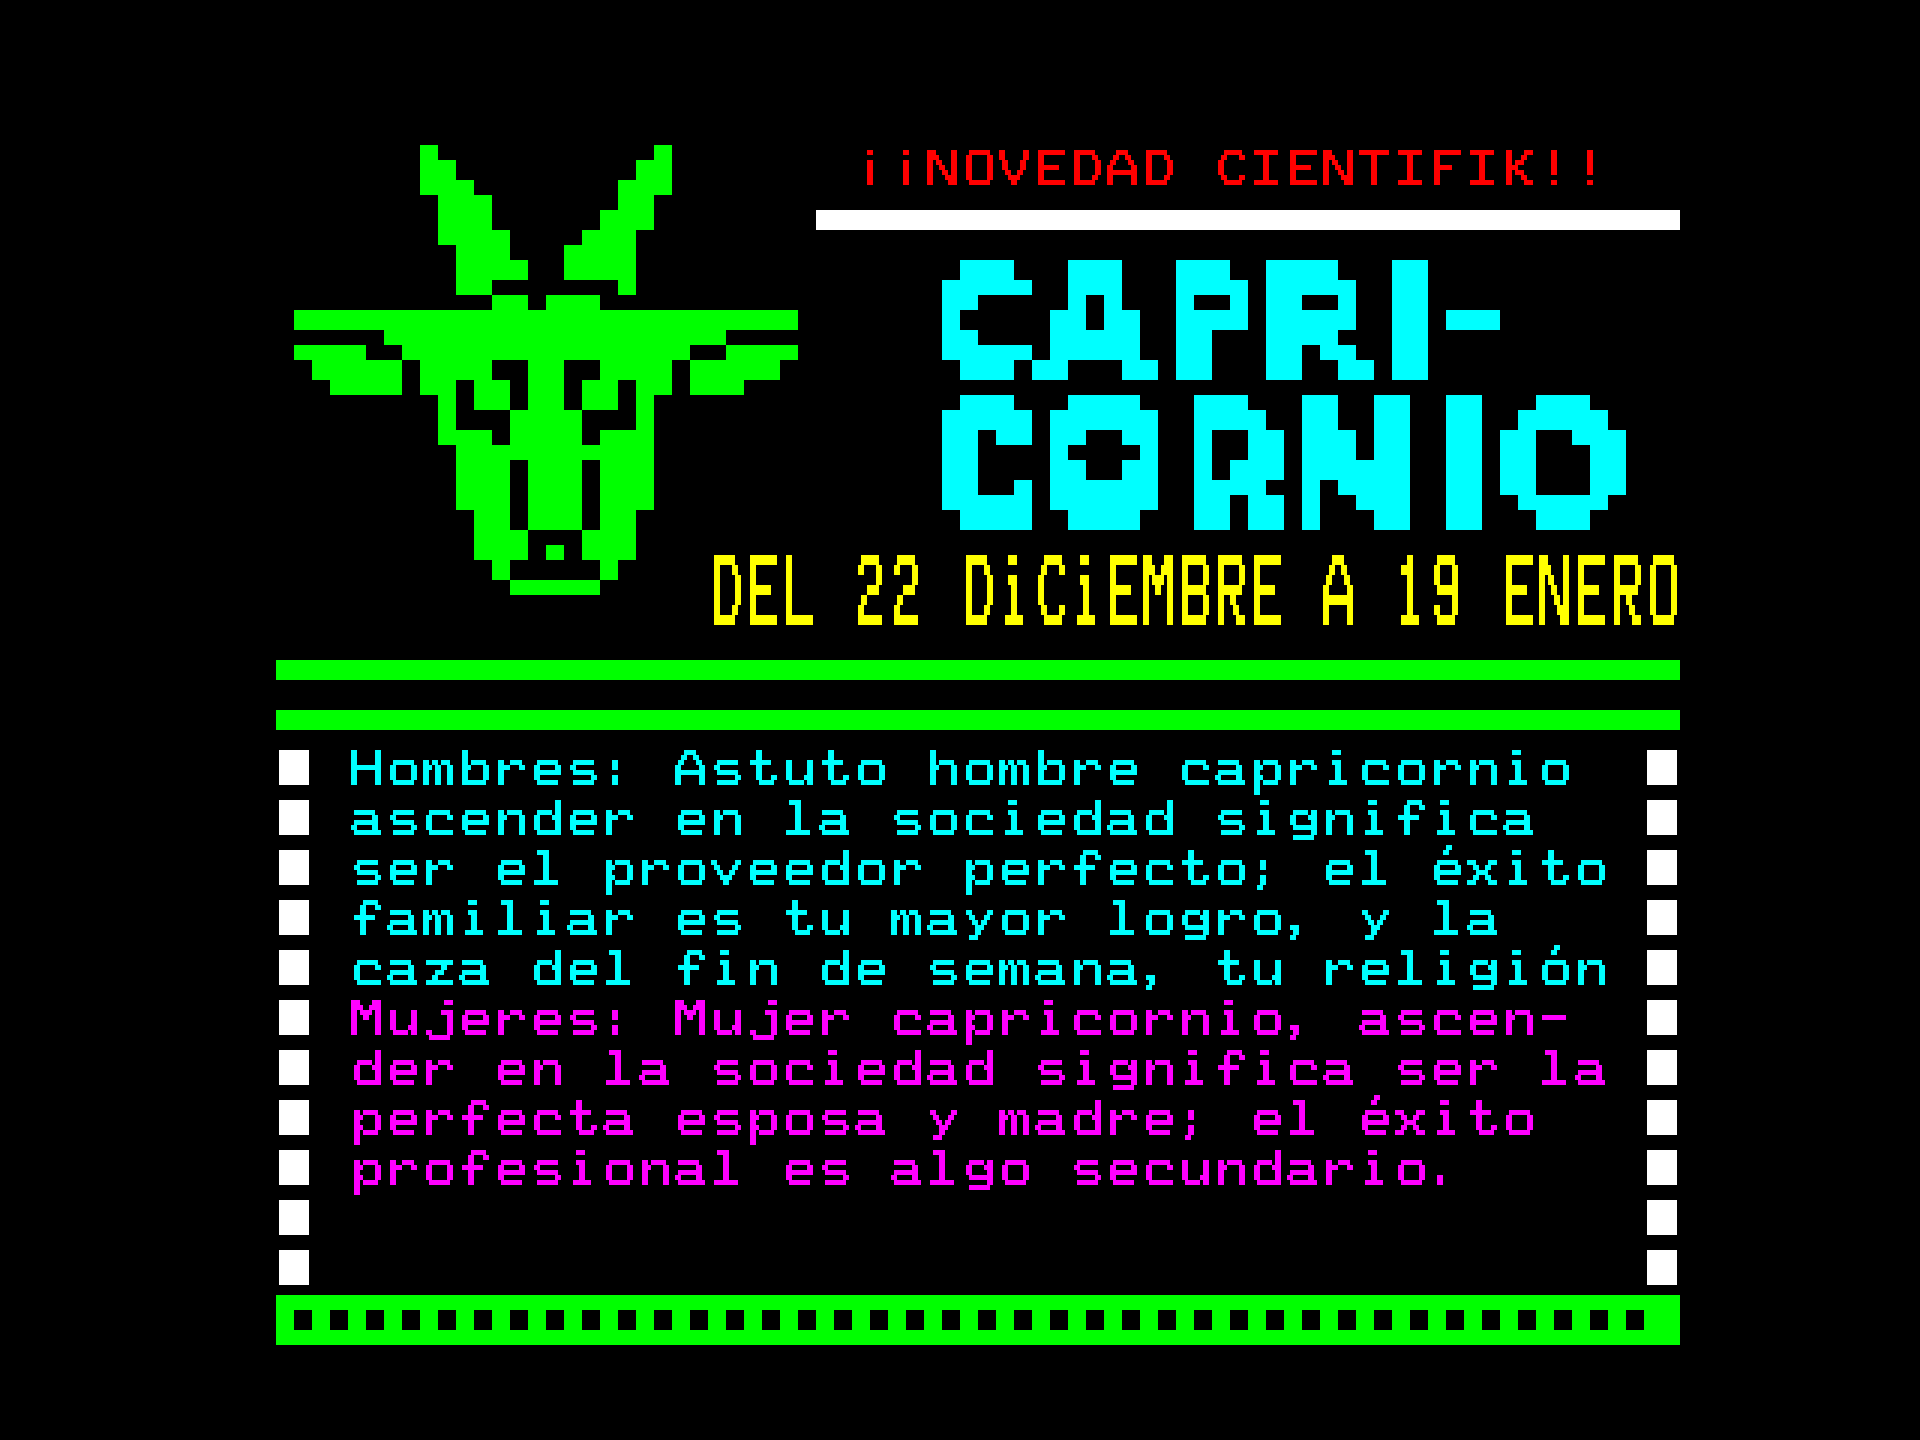 ¡¡NOVEDAD CIENTIFIK!!
CAPRI-
CORNIO
DEL 22 DiCiEMBRE A 19 ENERO
Hombres: Astuto hombre capricornio
ascender en la sociedad significa
ser el proveedor perfecto; el éxito
familiar es tu mayor logro, y la
caza del fin de semana, tu religión
Mujeres: Mujer capricornio, ascen-
der en la sociedad significa ser la
perfecta esposa y madre; el éxito
profesional es algo secundario.